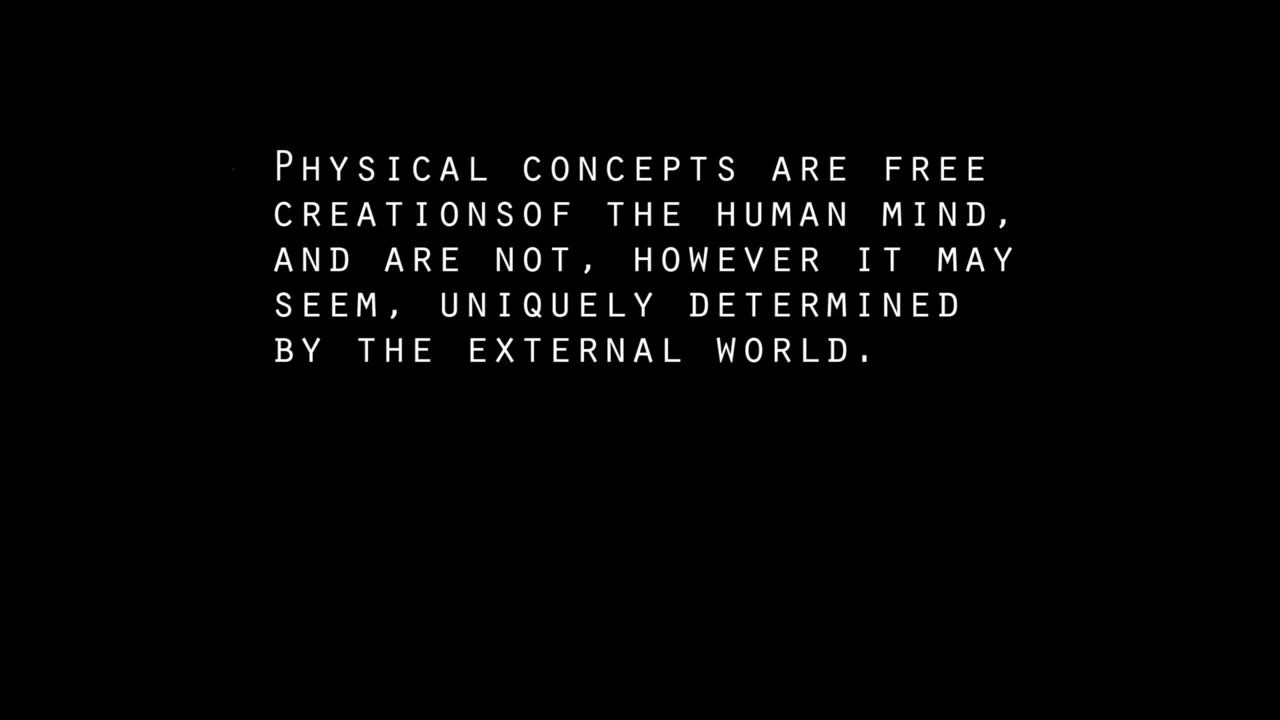 PHYSICAL CONCEPTS ARE FREE
CREATIONSOF THE HUMAN MIND,
AND ARE NOT, HOWEVER IT MAY
SEEM, UNIQUELY DETERMINED
BY THE EXTERNAL WORLD.